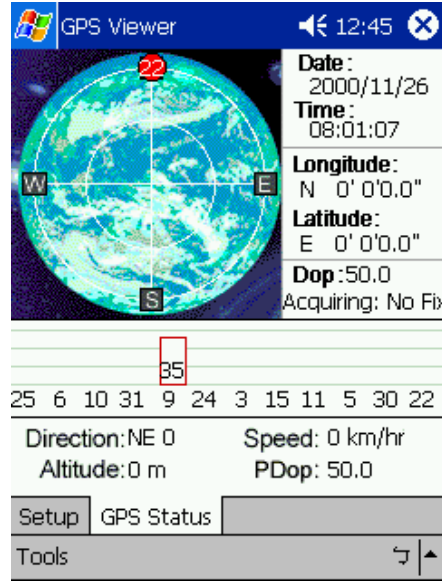 GPS Viewer 12:45
22
W
E
S
Date:
2000/11/26
Time:
08:01:07
Longitude:
N 0' 0'0.0"
Latitude:
E 0' 0'0.0"
Dop:50.0
Acquiring: No Fix
35
25 6 10 31 9 24 3 15 11 5 30 22
Direction:NE 0 Speed: 0 km/hr
Altitude:0 m PDop: 50.0
Setup GPS Status
Tools